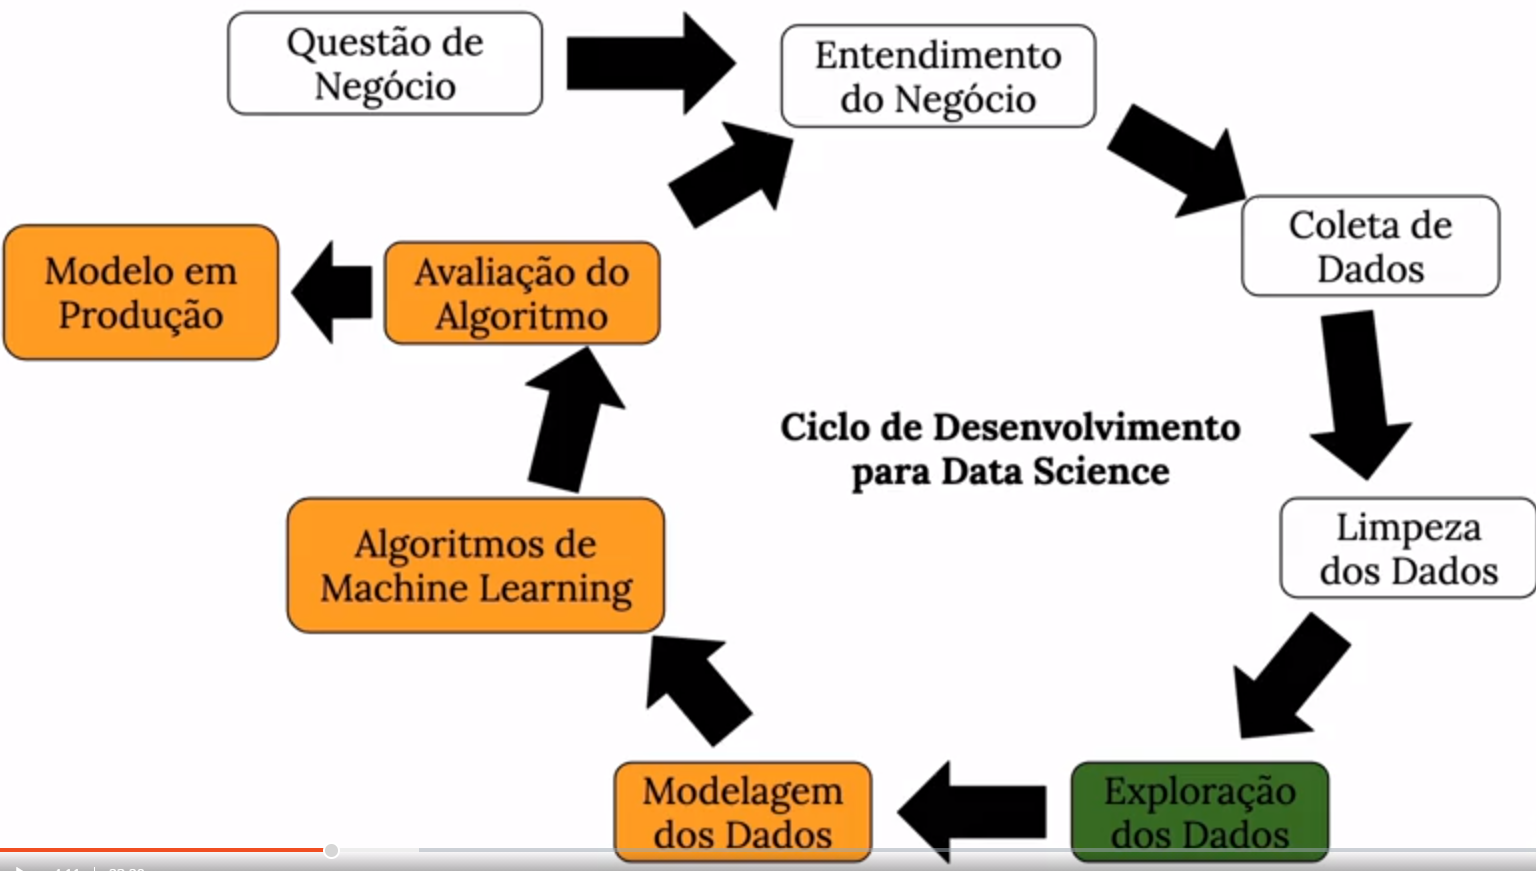 Questão de
Negócio
Entendimento
do Negócio
Coleta de
Dados
Modelo em
Produção
Avaliação do
Algoritmo
Ciclo de Desenvolvimento
para Data Science
Limpeza
dos Dados
Algoritmos de
Machine Learning
Modelagem
dos Dados
Exploração
dos Dados